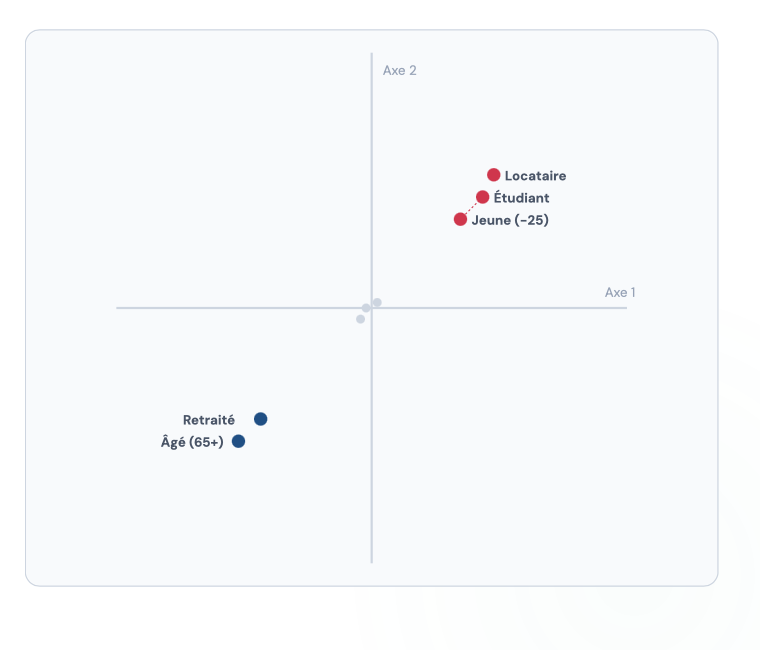 Axe 2
Locataire
Étudiant
Jeune (-25)
Axe 1
Retraité
Âgé (65+)